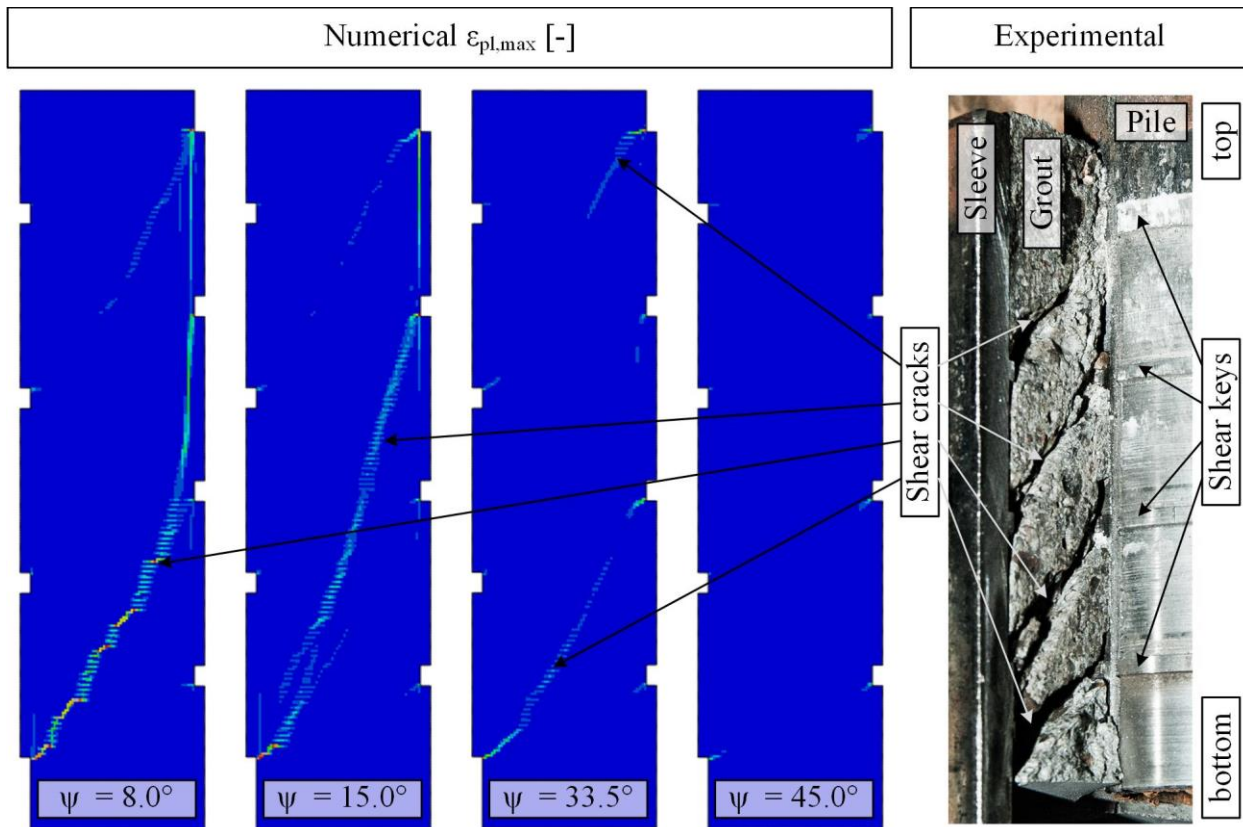 Numerical εpl,max [-]
Experimental
Sleeve
Grout
Pile
top
Shear cracks
Shear keys
bottom
ψ = 8.0°
ψ = 15.0°
ψ = 33.5°
ψ = 45.0°